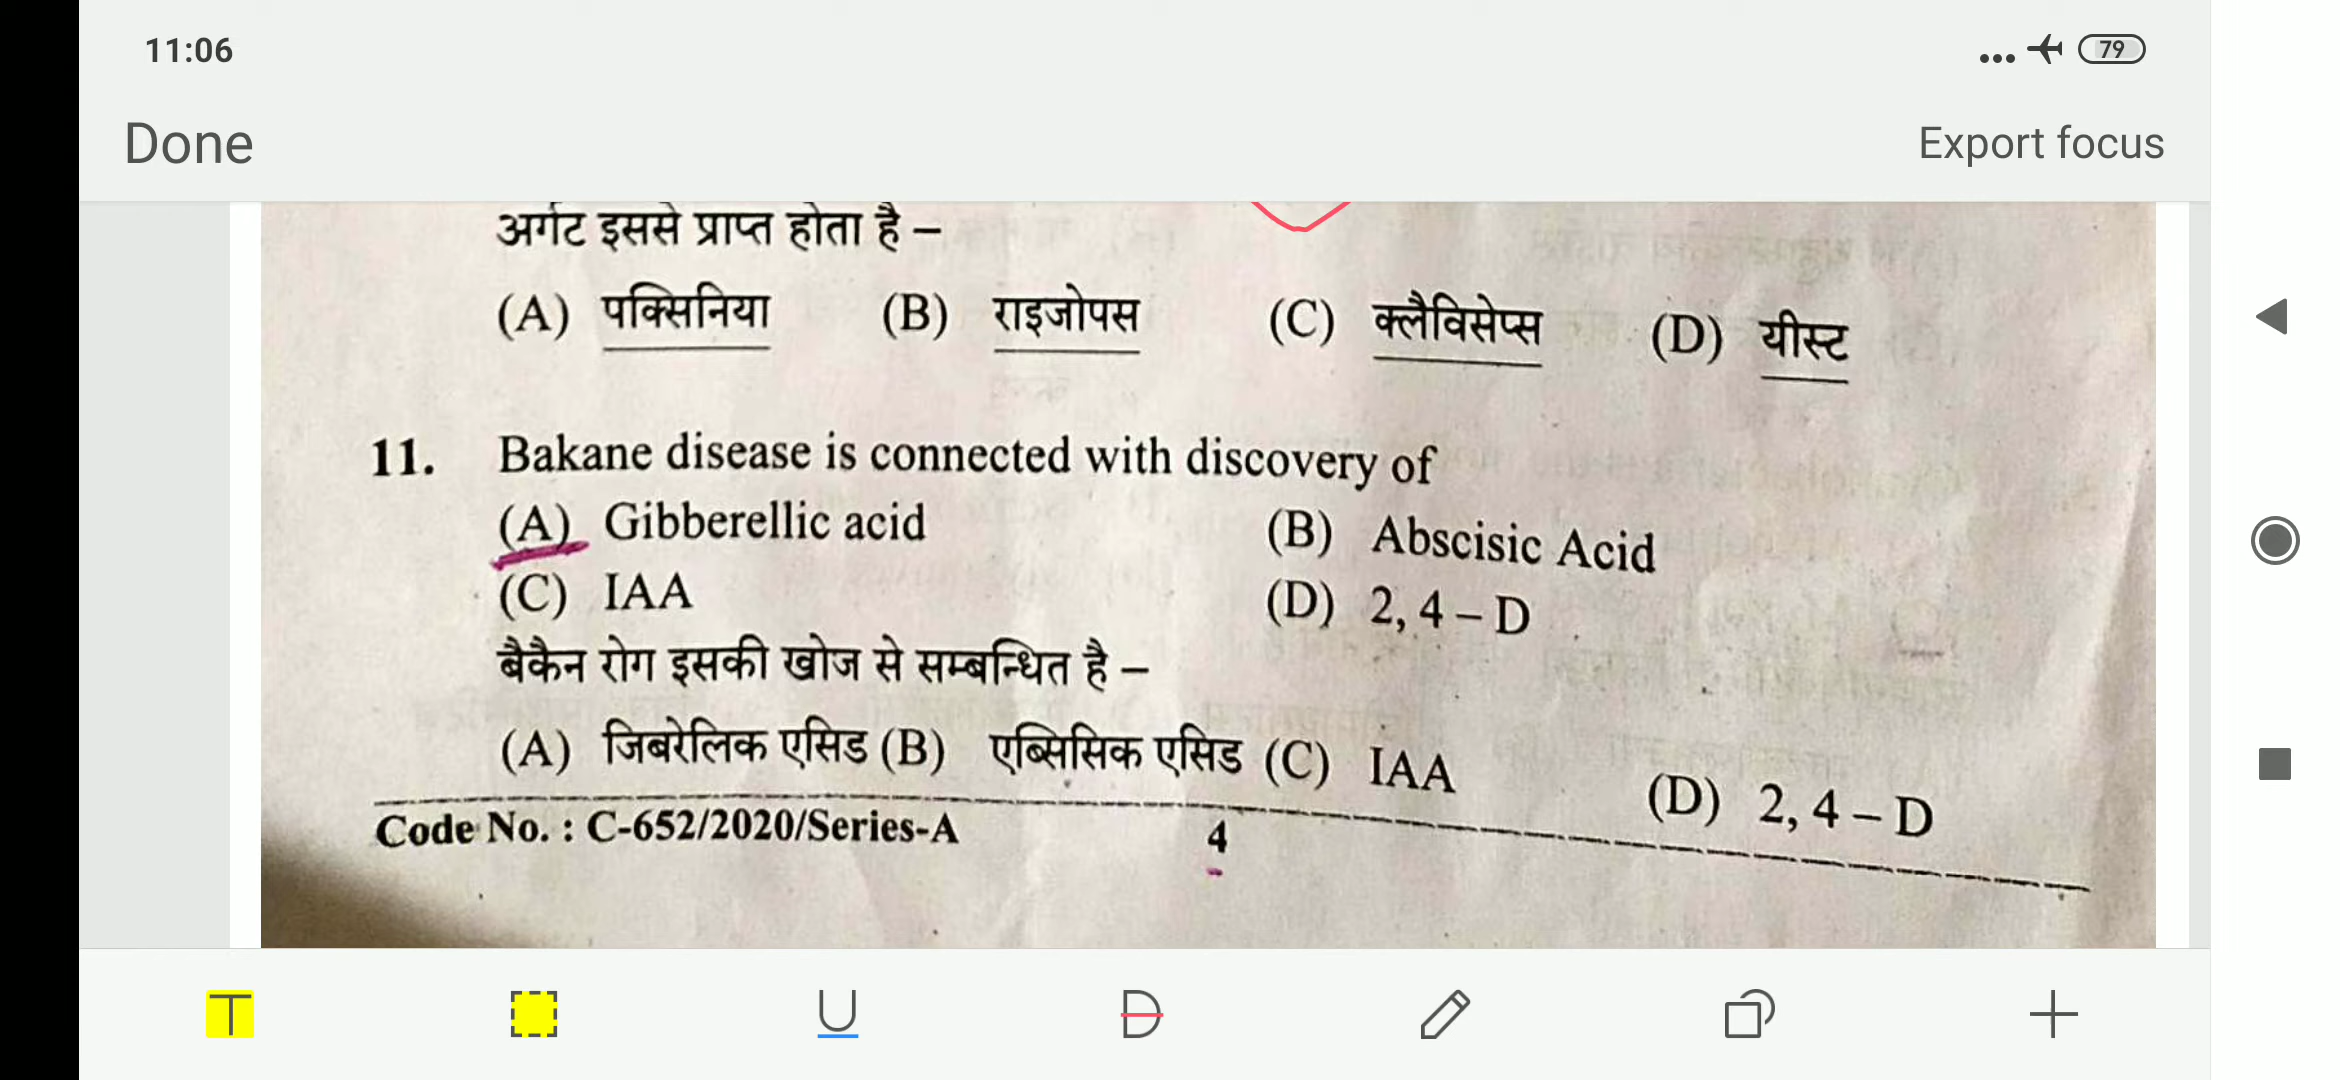 11:06
79
Done
Export focus
अर्गट इससे प्राप्त होता है –
(A) पक्सिनिया (B) राइजोपस (C) क्लैविसेप्स (D) यीस्ट
11. Bakane disease is connected with discovery of
(A) Gibberellic acid (B) Abscisic Acid
(C) IAA (D) 2, 4 – D
बैकैन रोग इसकी खोज से सम्बन्धित है –
(A) जिबरेलिक एसिड (B) एब्सिसिक एसिड (C) IAA (D) 2, 4 – D
Code No. : C-652/2020/Series-A 4